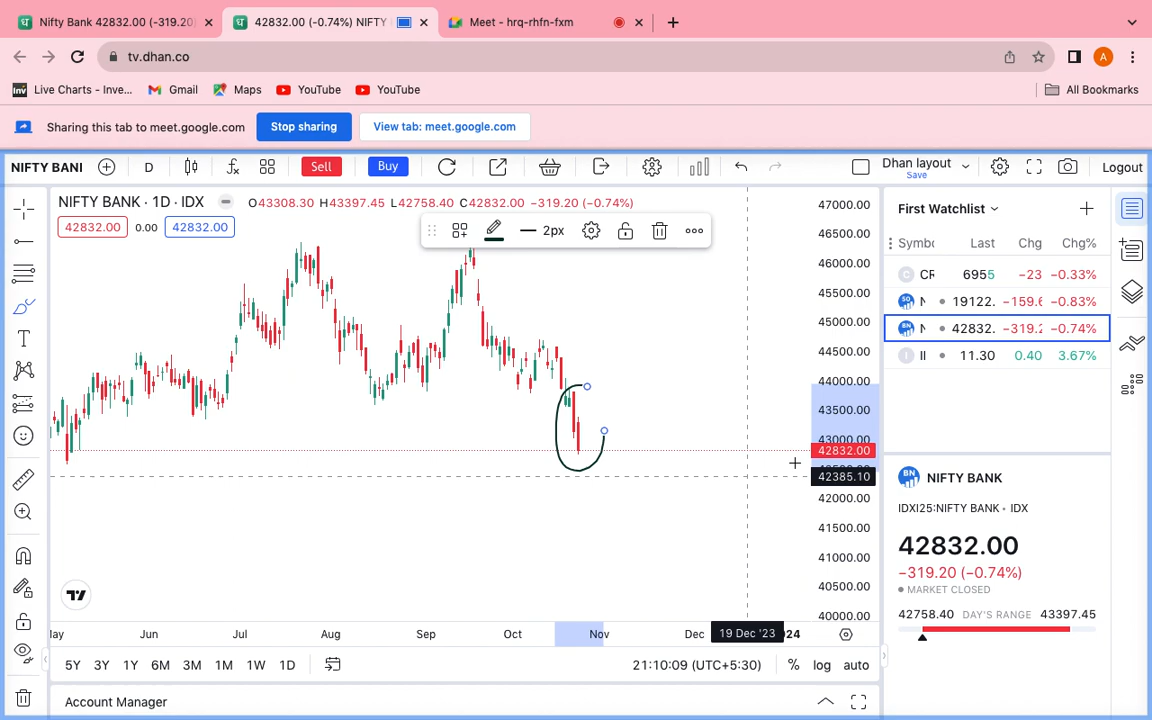 Nifty Bank 42832.00 (-319.20)
42832.00 (-0.74%) NIFTY
Meet - hrq-rhfn-fxm
tv.dhan.co
A
Live Charts - Inve...
Gmail
Maps
YouTube
YouTube
All Bookmarks
Sharing this tab to meet.google.com
Stop sharing
View tab: meet.google.com
NIFTY BANI
D
Sell
Buy
Dhan layout
Save
Logout
NIFTY BANK · 1D · IDX
O43308.30 H43397.45 L42758.40 C42832.00 −319.20 (−0.74%)
42832.00
0.00
42832.00
2px
47000.00
46500.00
46000.00
45500.00
45000.00
44500.00
44000.00
43500.00
43000.00
42832.00
42385.10
42000.00
41500.00
41000.00
40500.00
40000.00
Jun
Jul
Aug
Sep
Oct
Nov
Dec
19 Dec '23
5Y
3Y
1Y
6M
3M
1M
1W
1D
21:10:09 (UTC+5:30)
%
log
auto
Account Manager
First Watchlist
Symbc Last Chg Chg%
C CR 6955 −23 −0.33%
N 19122. −159.6 −0.83%
BN N 42832. −319.2 −0.74%
I II 11.30 0.40 3.67%
BN NIFTY BANK
IDXI25:NIFTY BANK • IDX
42832.00
−319.20 (−0.74%)
MARKET CLOSED
42758.40 DAY'S RANGE 43397.45